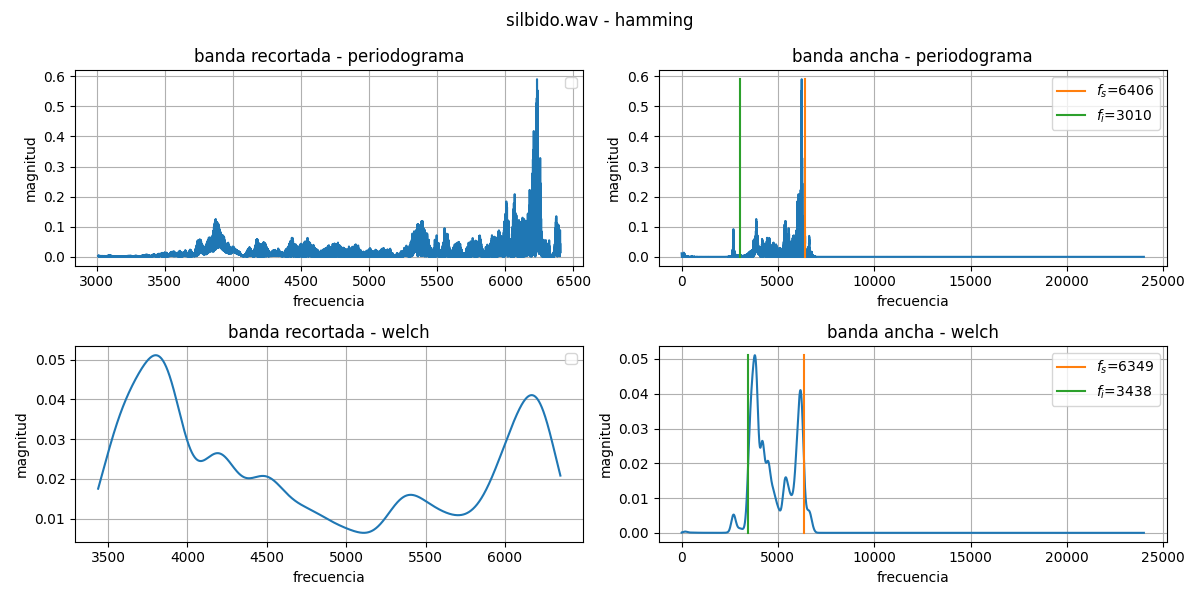 silbido.wav - hamming
banda recortada - periodograma
magnitud
0.6
0.5
0.4
0.3
0.2
0.1
0.0
3000 3500 4000 4500 5000 5500 6000 6500
frecuencia
banda ancha - periodograma
magnitud
0.6
0.5
0.4
0.3
0.2
0.1
0.0
fs=6406
fi=3010
0 5000 10000 15000 20000 25000
frecuencia
banda recortada - welch
magnitud
0.05
0.04
0.03
0.02
0.01
3500 4000 4500 5000 5500 6000
frecuencia
banda ancha - welch
magnitud
0.05
0.04
0.03
0.02
0.01
0.00
fs=6349
fi=3438
0 5000 10000 15000 20000 25000
frecuencia